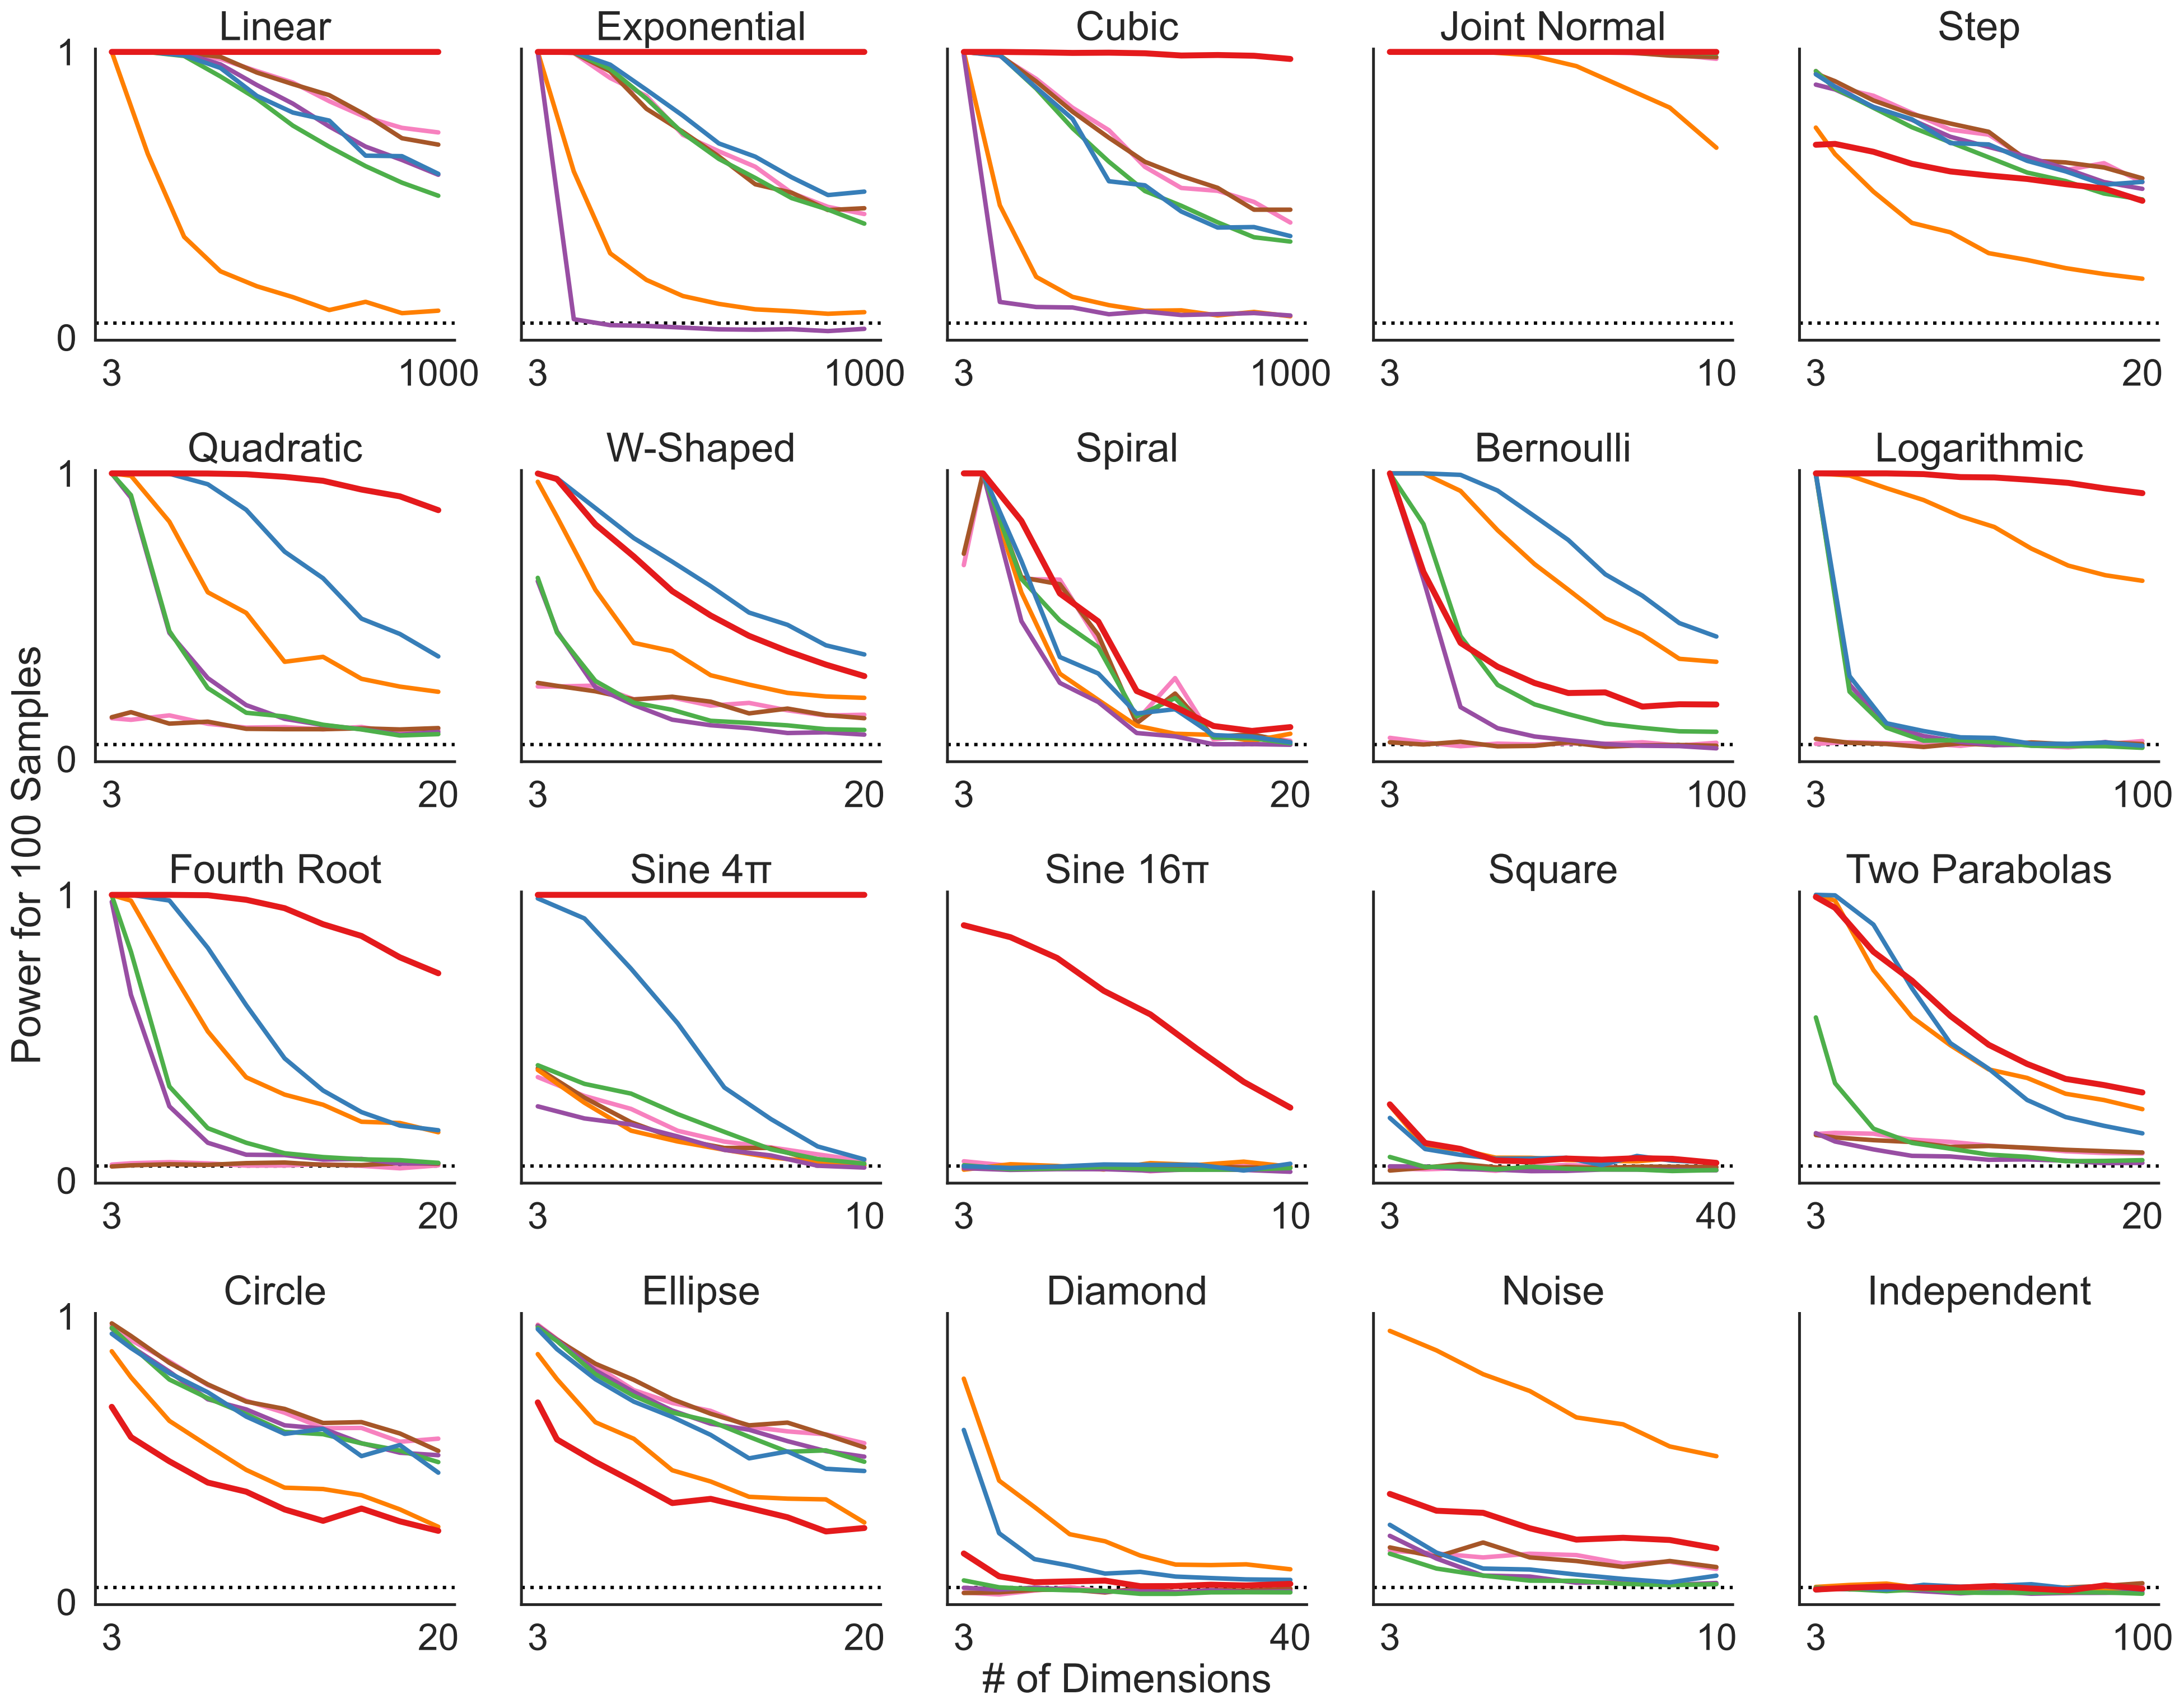 Linear Exponential Cubic Joint Normal Step
1
0
3 1000 3 1000 3 1000 3 10 3 20
Quadratic W-Shaped Spiral Bernoulli Logarithmic
1
0
3 20 3 20 3 20 3 100 3 100
Power for 100 Samples
Fourth Root Sine 4π Sine 16π Square Two Parabolas
1
0
3 20 3 10 3 10 3 40 3 20
Circle Ellipse Diamond Noise Independent
1
0
3 20 3 20 3 40 3 10 3 100
# of Dimensions